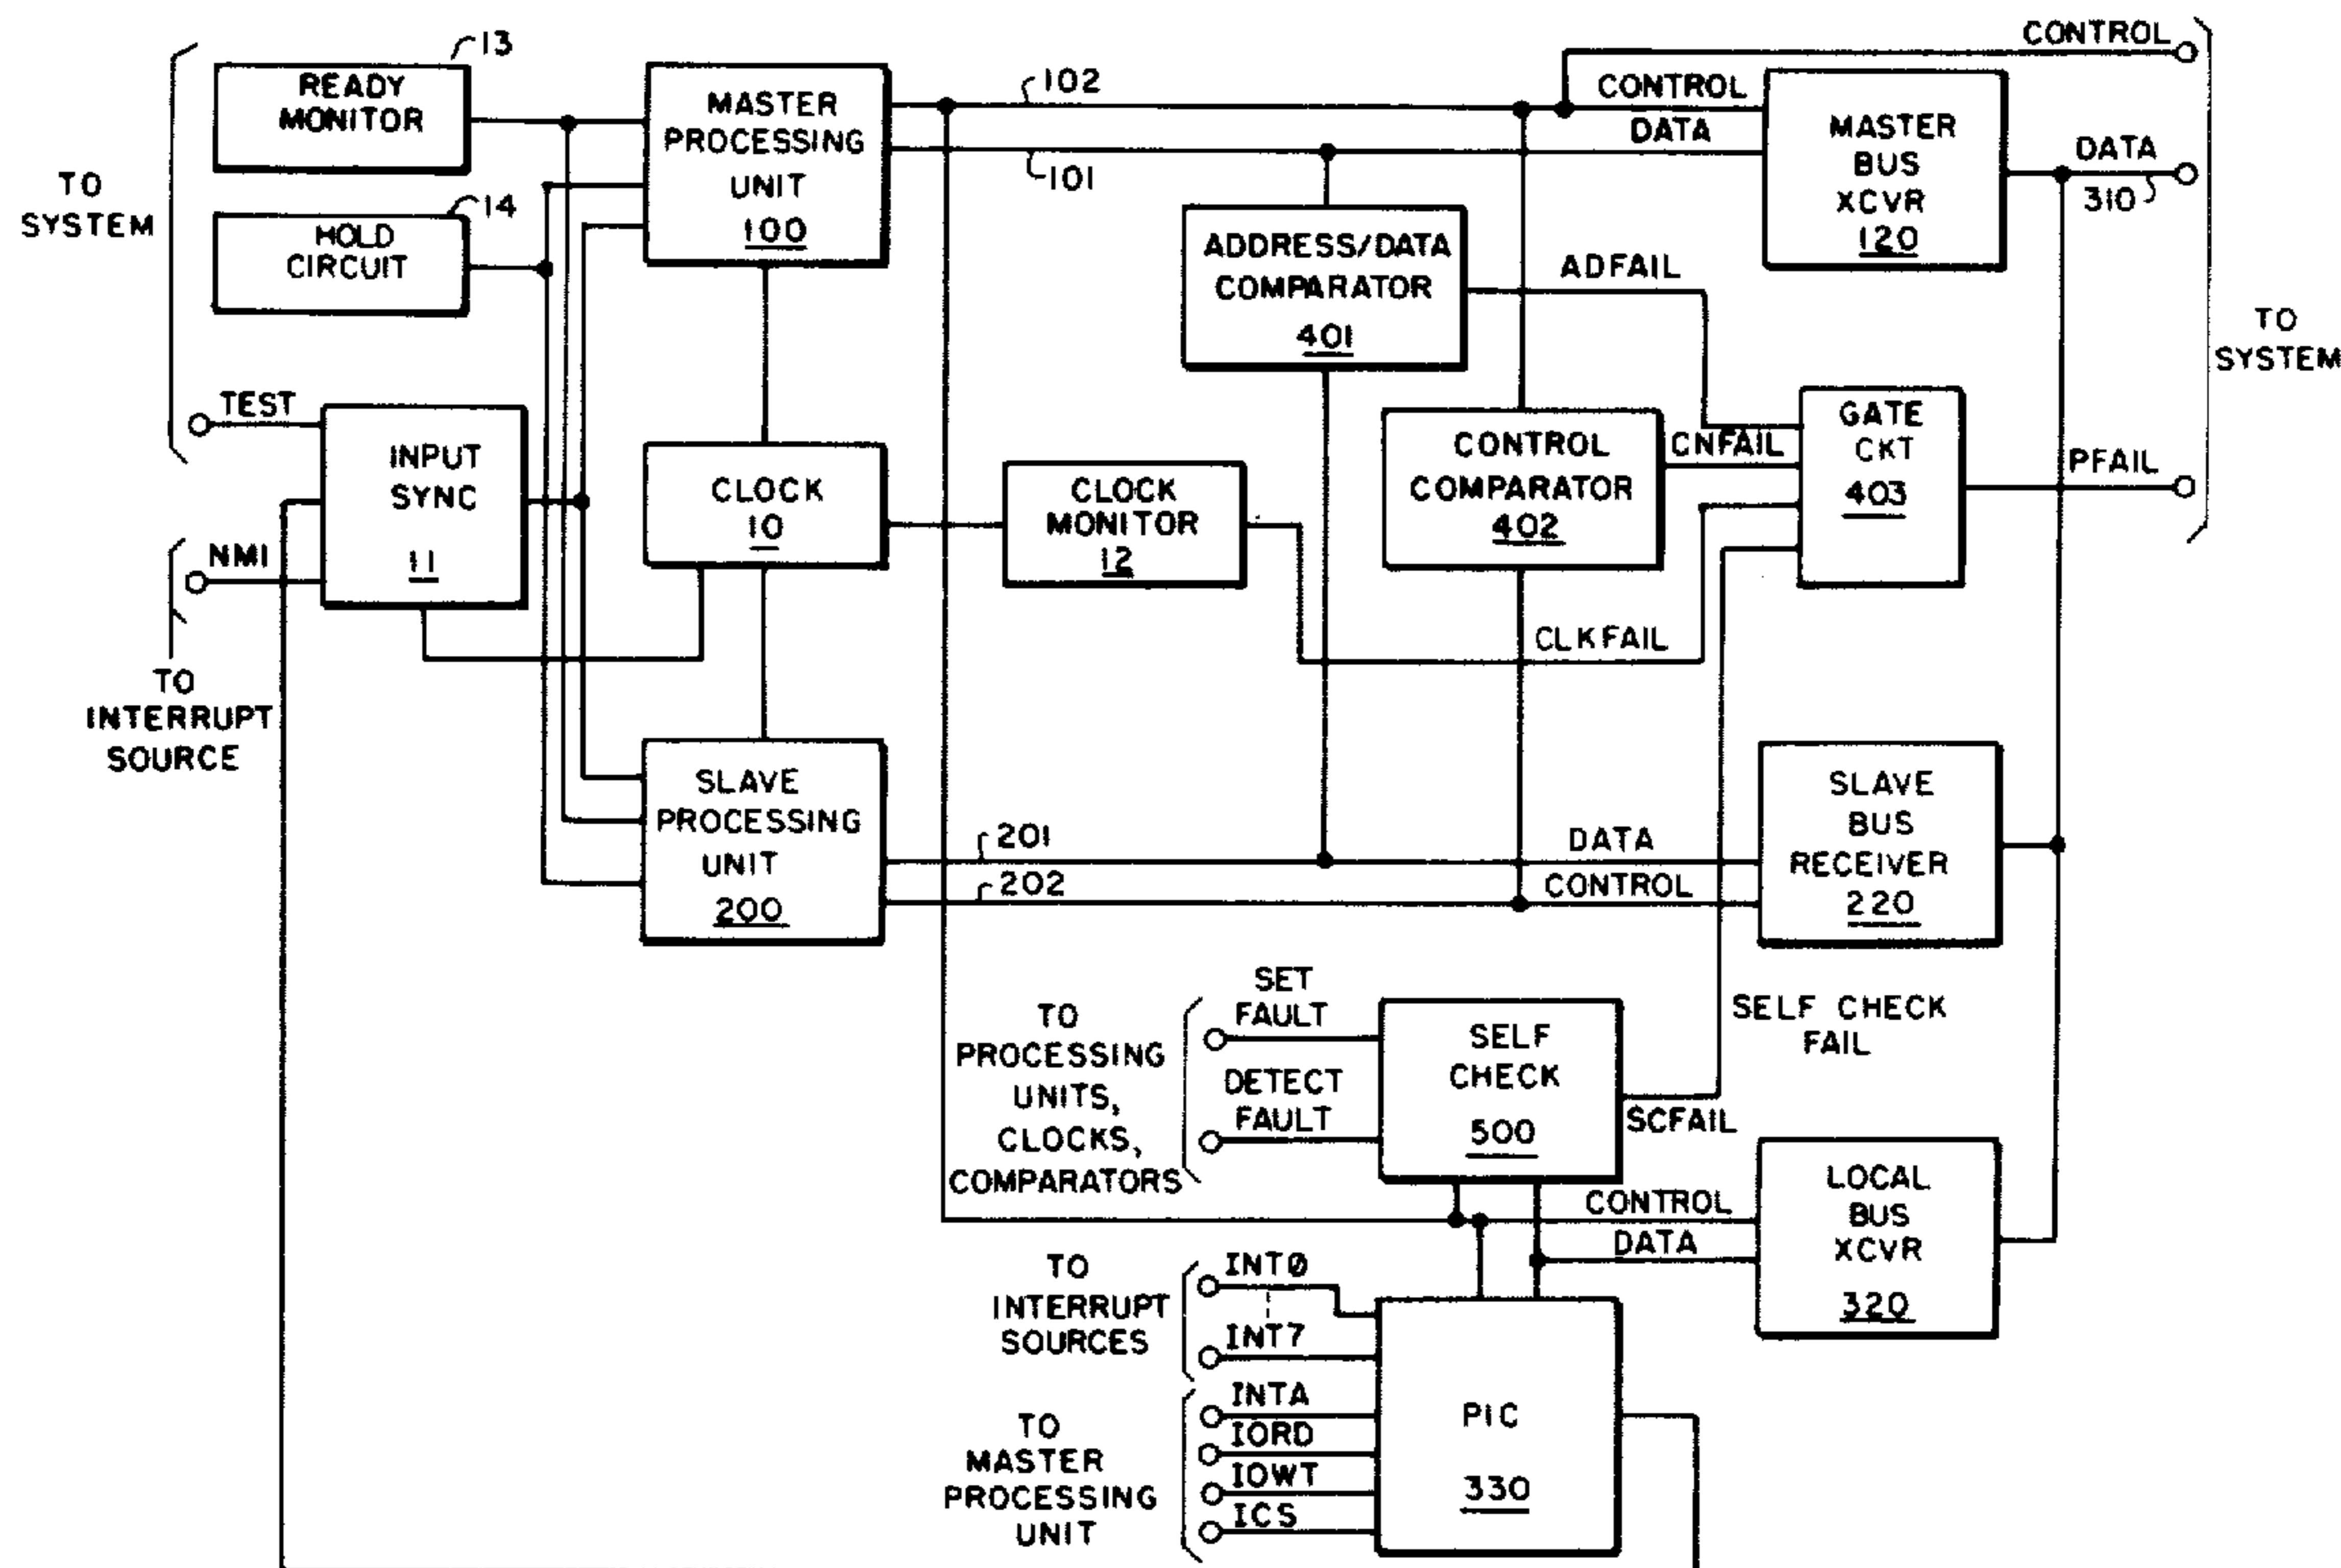 13
READY
MONITOR
14
HOLD
CIRCUIT
TO
SYSTEM
TEST
INPUT
SYNC
11
NMI
TO
INTERRUPT
SOURCE
MASTER
PROCESSING
UNIT
100
102
101
CLOCK
10
CLOCK
MONITOR
12
SLAVE
PROCESSING
UNIT
200
201
202
ADDRESS/DATA
COMPARATOR
401
ADFAIL
CONTROL
COMPARATOR
402
CNFAIL
CLKFAIL
CONTROL
CONTROL
DATA
MASTER
BUS
XCVR
120
DATA
310
TO
SYSTEM
GATE
CKT
403
PFAIL
DATA
CONTROL
SLAVE
BUS
RECEIVER
220
TO
PROCESSING
UNITS,
CLOCKS,
COMPARATORS
SET
FAULT
DETECT
FAULT
SELF
CHECK
500
SCFAIL
SELF CHECK
FAIL
CONTROL
DATA
LOCAL
BUS
XCVR
320
TO
INTERRUPT
SOURCES
INT0
INT7
TO
MASTER
PROCESSING
UNIT
INTA
IORD
IOWT
ICS
PIC
330